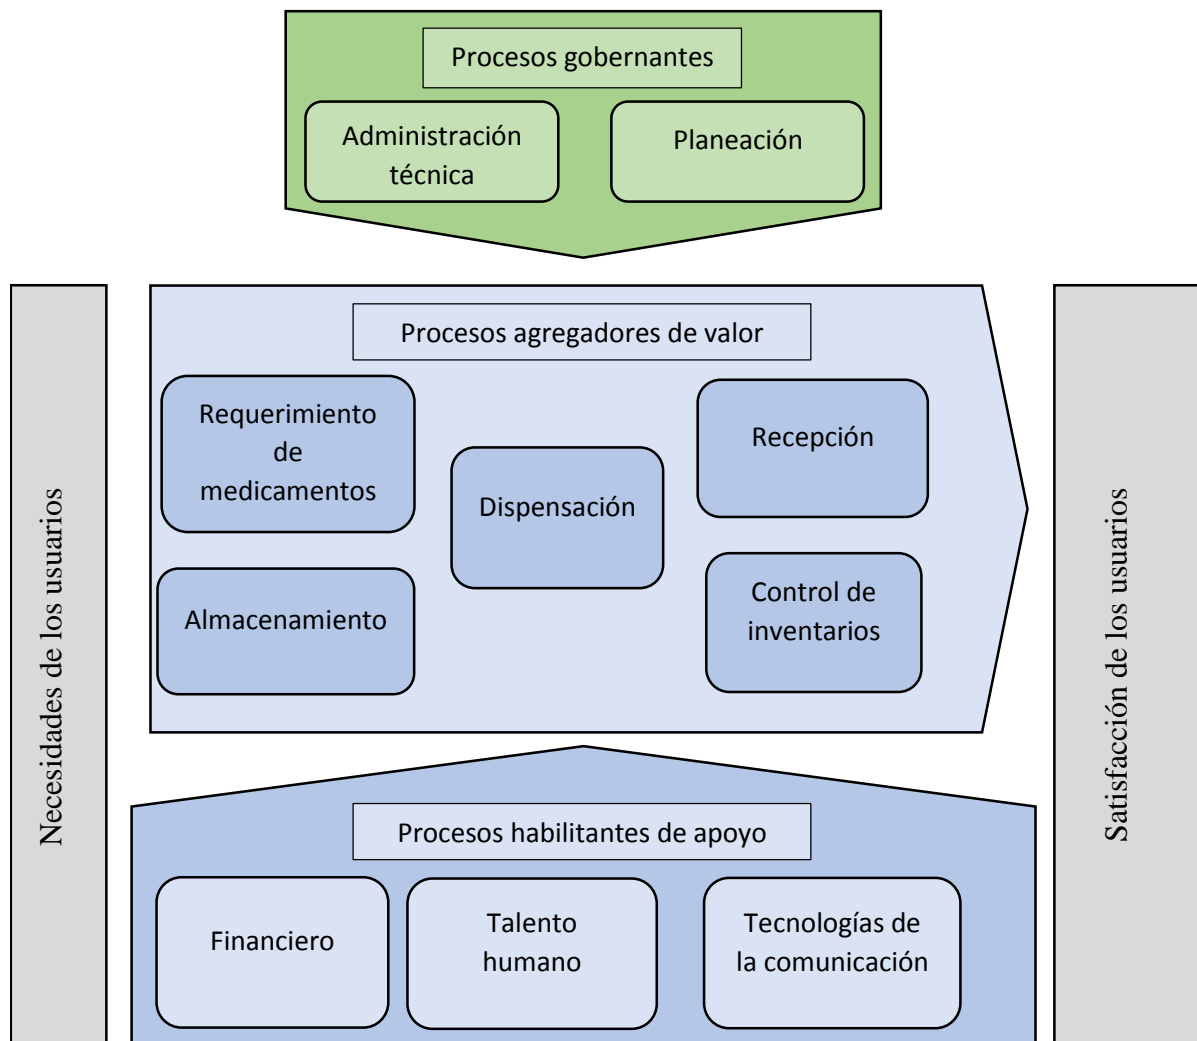 Procesos gobernantes
Administración
técnica
Planeación
Necesidades de los usuarios
Procesos agregadores de valor
Requerimiento
de
medicamentos
Almacenamiento
Dispensación
Recepción
Control de
inventarios
Procesos habilitantes de apoyo
Financiero
Talento
humano
Tecnologías de
la comunicación
Satisfacción de los usuarios